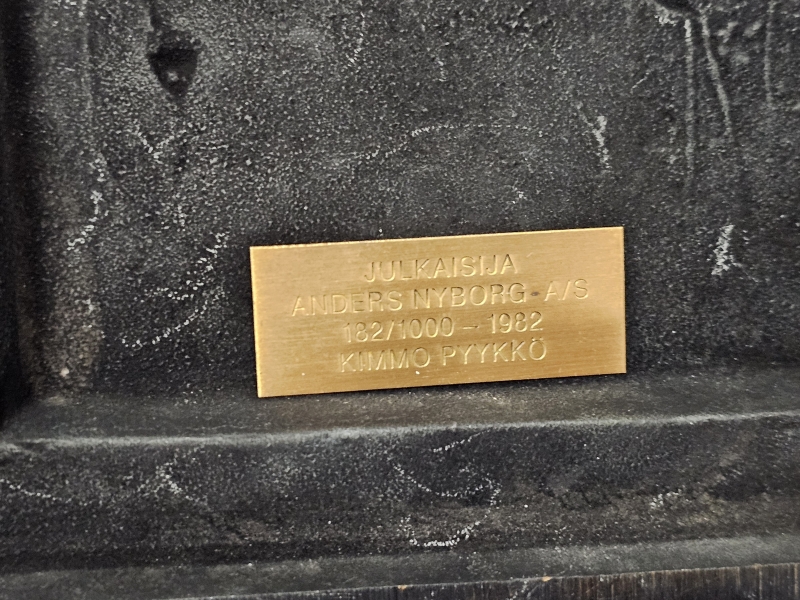 JULKAISIJA
ANDERS NYBORG A/S
182/1000 – 1982
KIMMO PYYKKÖ